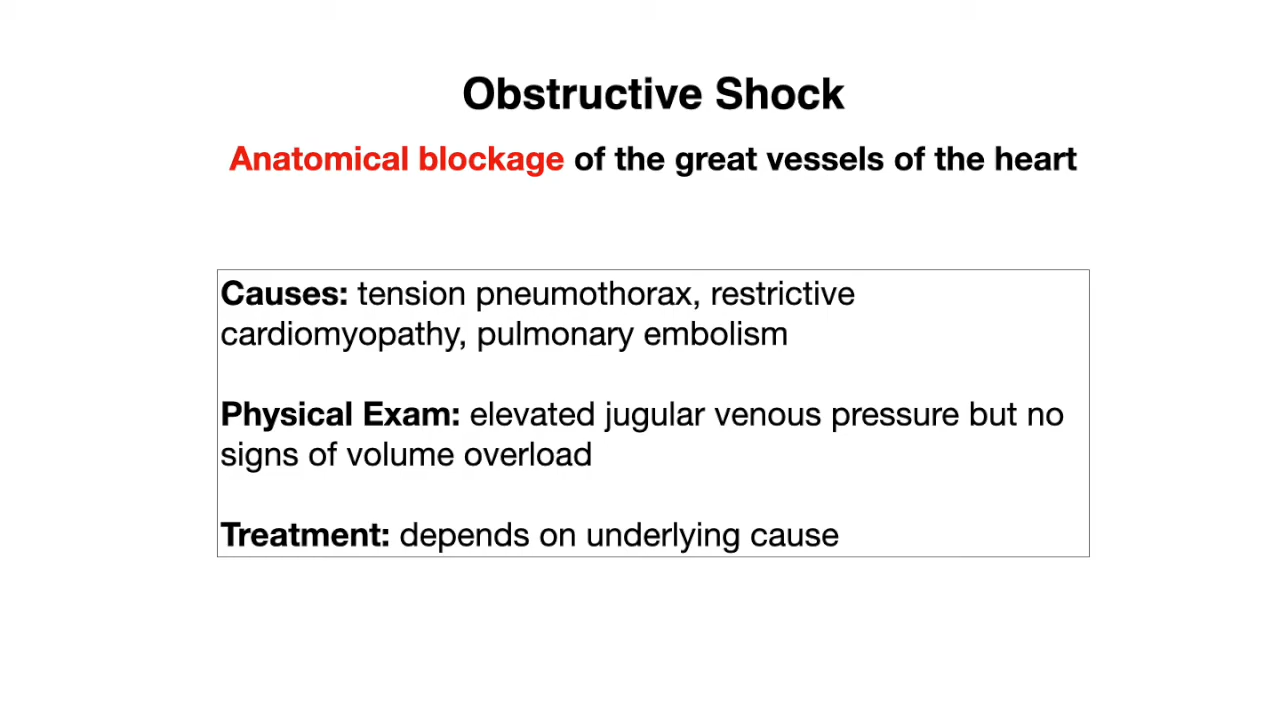 Obstructive Shock
Anatomical blockage of the great vessels of the heart
Causes: tension pneumothorax, restrictive
cardiomyopathy, pulmonary embolism
Physical Exam: elevated jugular venous pressure but no
signs of volume overload
Treatment: depends on underlying cause